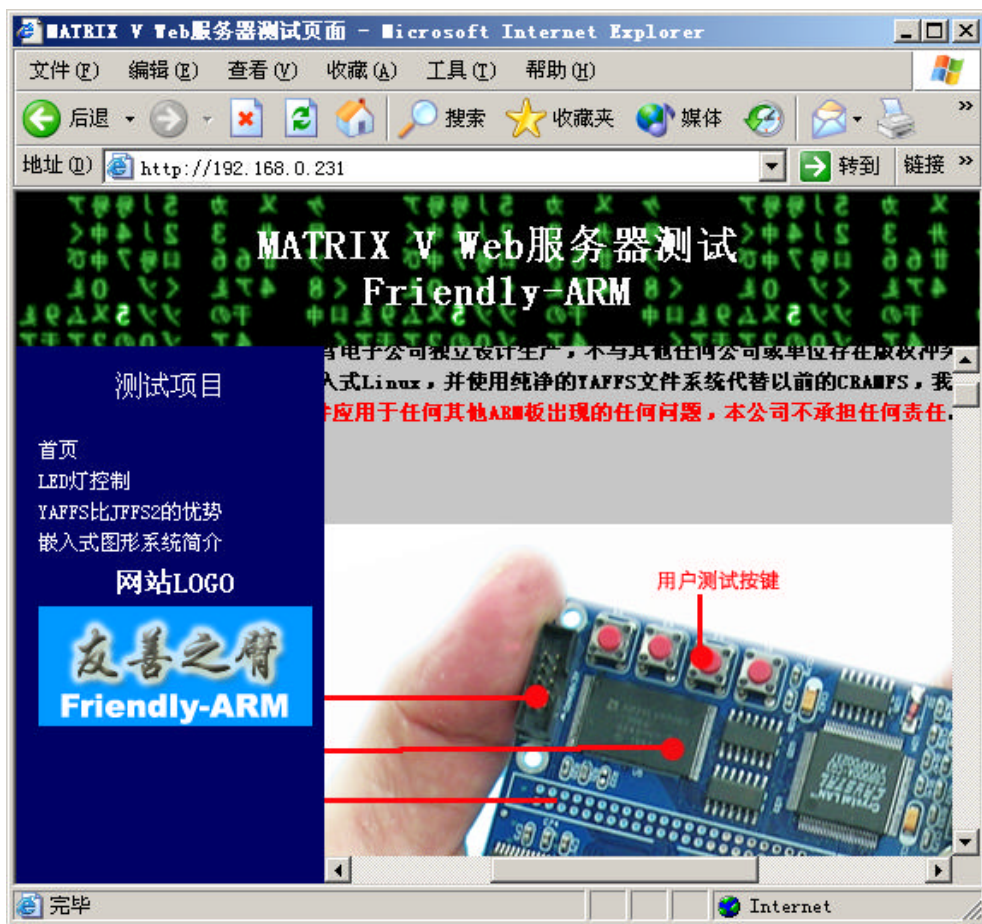 MATRIX V Web服务器测试页面 - Microsoft Internet Explorer
文件(F) 编辑(E) 查看(V) 收藏(A) 工具(T) 帮助(H)
后退 搜索 收藏夹 媒体 »
地址(D) http://192.168.0.231 转到 链接 »
MATRIX V Web服务器测试
Friendly-ARM
电子公司独立设计生产，不与其他任何公司或单位存在版权冲突
入式Linux，并使用纯净的YAFFS文件系统代替以前的CRAMFS，我
应用于任何其他ARM板出现的任何问题，本公司不承担任何责任.
测试项目
首页
LED灯控制
YAFFS比JFFS2的优势
嵌入式图形系统简介
网站LOGO
友善之臂
Friendly-ARM
用户测试按键
完毕 Internet